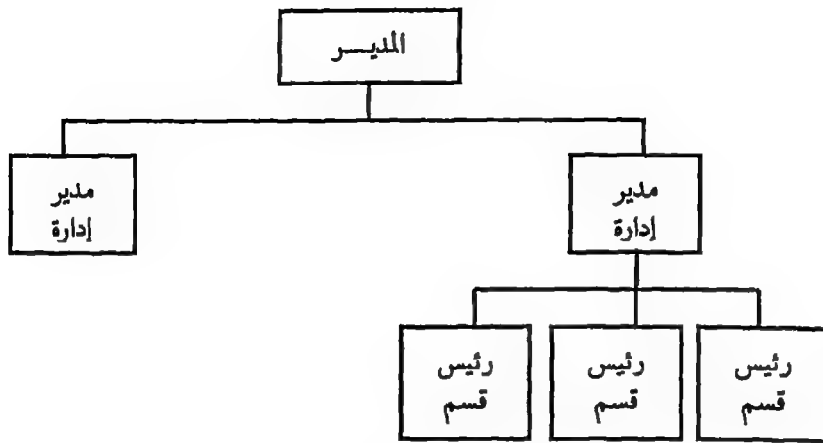 المديـــر
مدير
إدارة
مدير
إدارة
رئيس
قسم
رئيس
قسم
رئيس
قسم